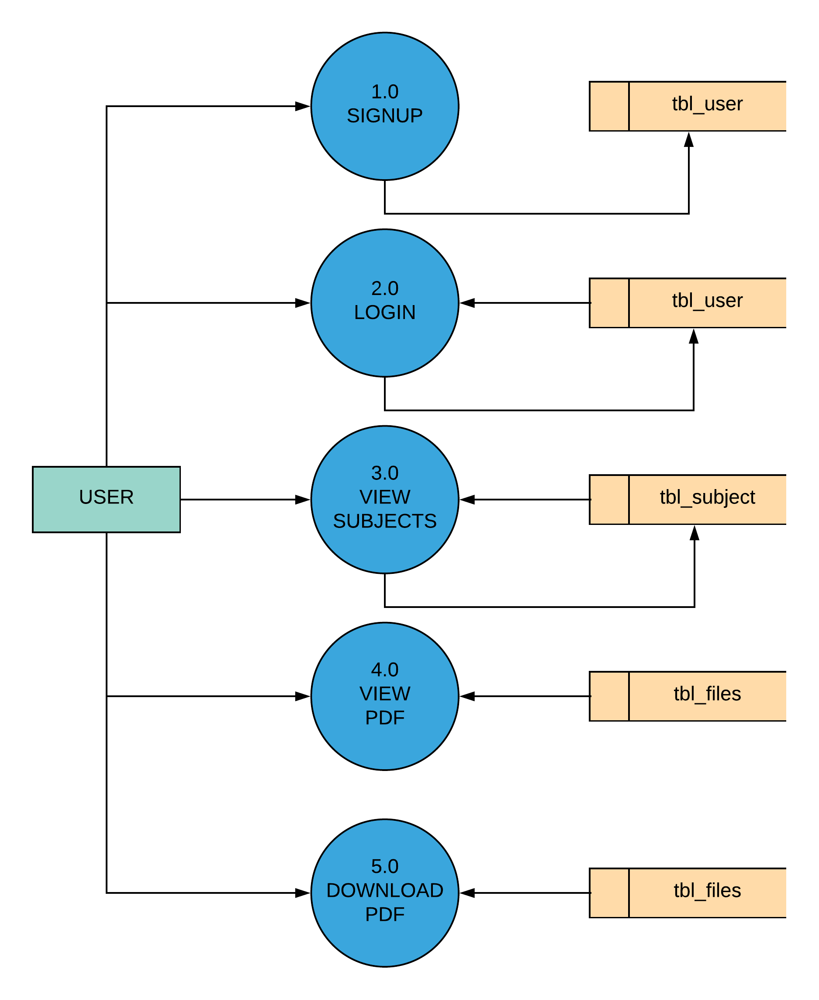 1.0
SIGNUP
tbl_user
2.0
LOGIN
tbl_user
USER
3.0
VIEW
SUBJECTS
tbl_subject
4.0
VIEW
PDF
tbl_files
5.0
DOWNLOAD
PDF
tbl_files